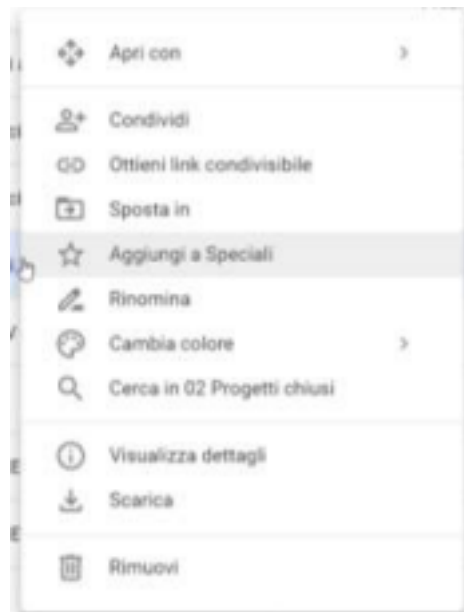 Apri con
Condividi
Ottieni link condivisibile
Sposta in
Aggiungi a Speciali
Rinomina
Cambia colore
Cerca in 02 Progetti chiusi
Visualizza dettagli
Scarica
Rimuovi